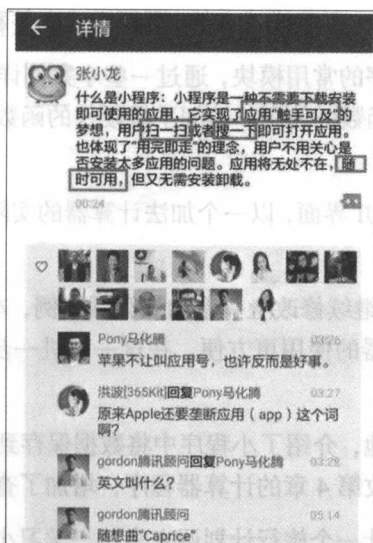 ← 详情
张小龙
什么是小程序：小程序是一种不需要下载安装
即可使用的应用，它实现了应用“触手可及”的
梦想，用户扫一扫或者搜一下即可打开应用。
也体现了“用完即走”的理念，用户不用关心是
否安装太多应用的问题。应用将无处不在，随
时可用，但又无需安装卸载。
00:24
Pony马化腾 03:26
苹果不让叫应用号，也许反而是好事。
洪波[365Kit]回复Pony马化腾 03:27
原来Apple还要垄断应用（app）这个词
啊？
gordon腾讯顾问回复Pony马化腾 03:28
英文叫什么？
gordon腾讯顾问 09:14
随想曲“Caprice”